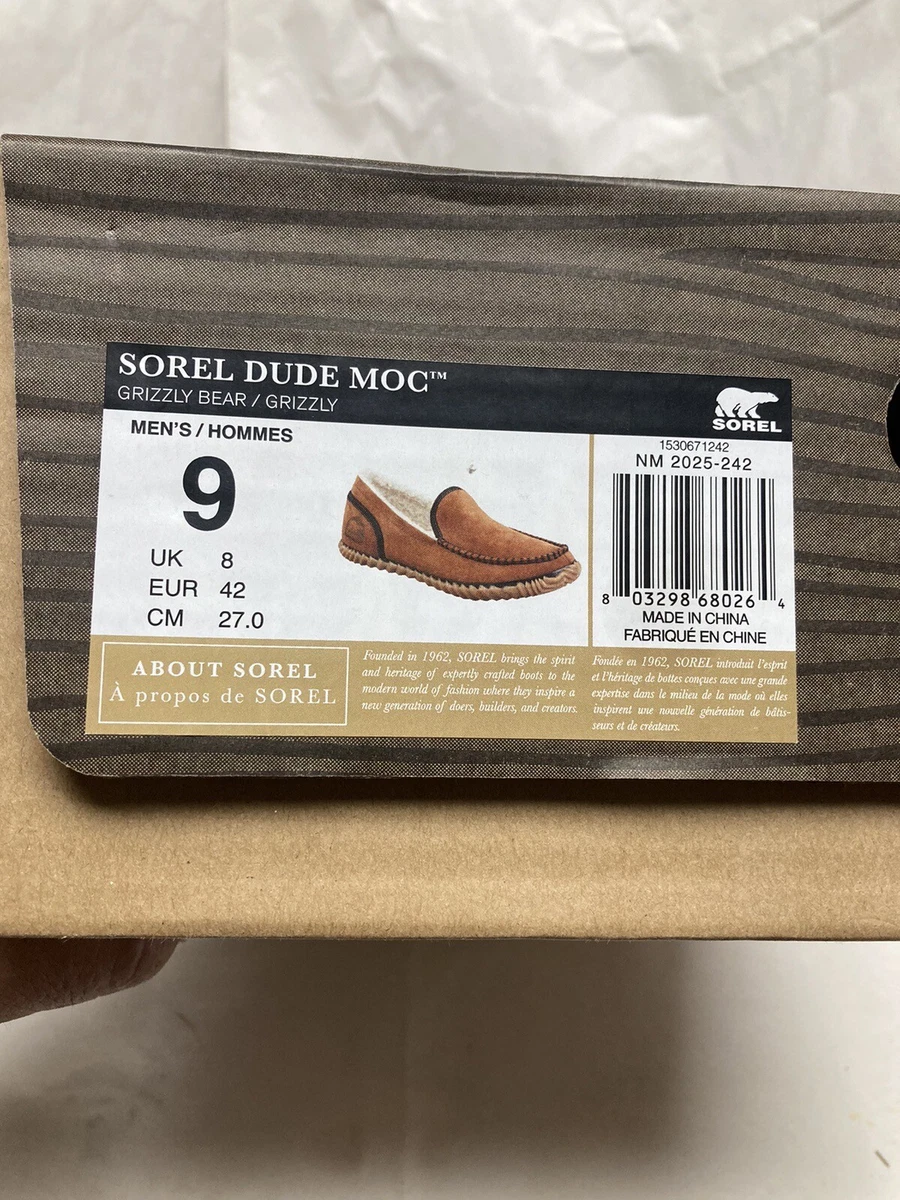 SOREL DUDE MOC™
GRIZZLY BEAR / GRIZZLY
SOREL
MEN'S / HOMMES
9
UK 8
EUR 42
CM 27.0
1530671242
NM 2025-242
8 03298 68026 4
MADE IN CHINA
FABRIQUÉ EN CHINE
ABOUT SOREL
À propos de SOREL
Founded in 1962, SOREL brings the spirit
and heritage of expertly crafted boots to the
modern world of fashion where they inspire a
new generation of doers, builders, and creators.
Fondée en 1962, SOREL introduit l'esprit
et l'héritage de bottes conçues avec une grande
expertise dans le milieu de la mode où elles
inspirent une nouvelle génération de bâtis-
seurs et de créateurs.